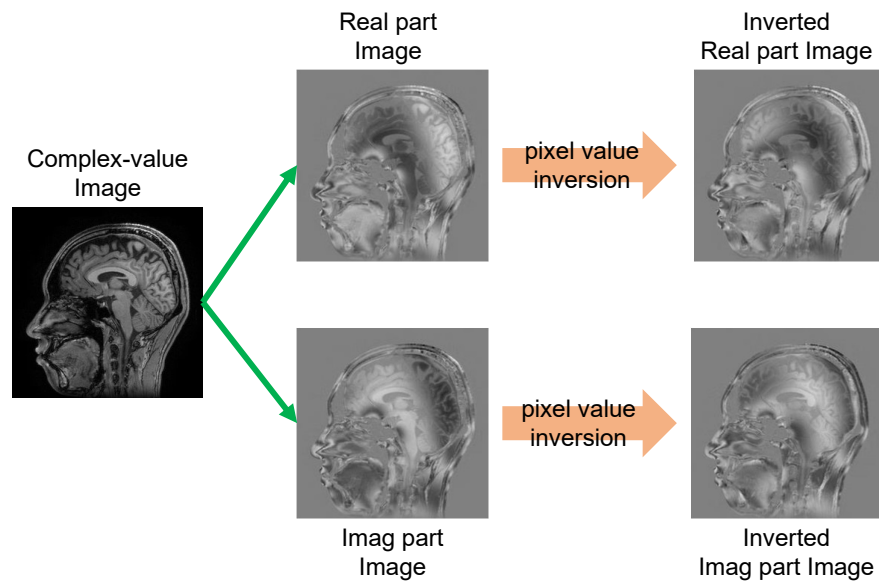 Real part
Image
Inverted
Real part Image
Complex-value
Image
pixel value
inversion
pixel value
inversion
Imag part
Image
Inverted
Imag part Image